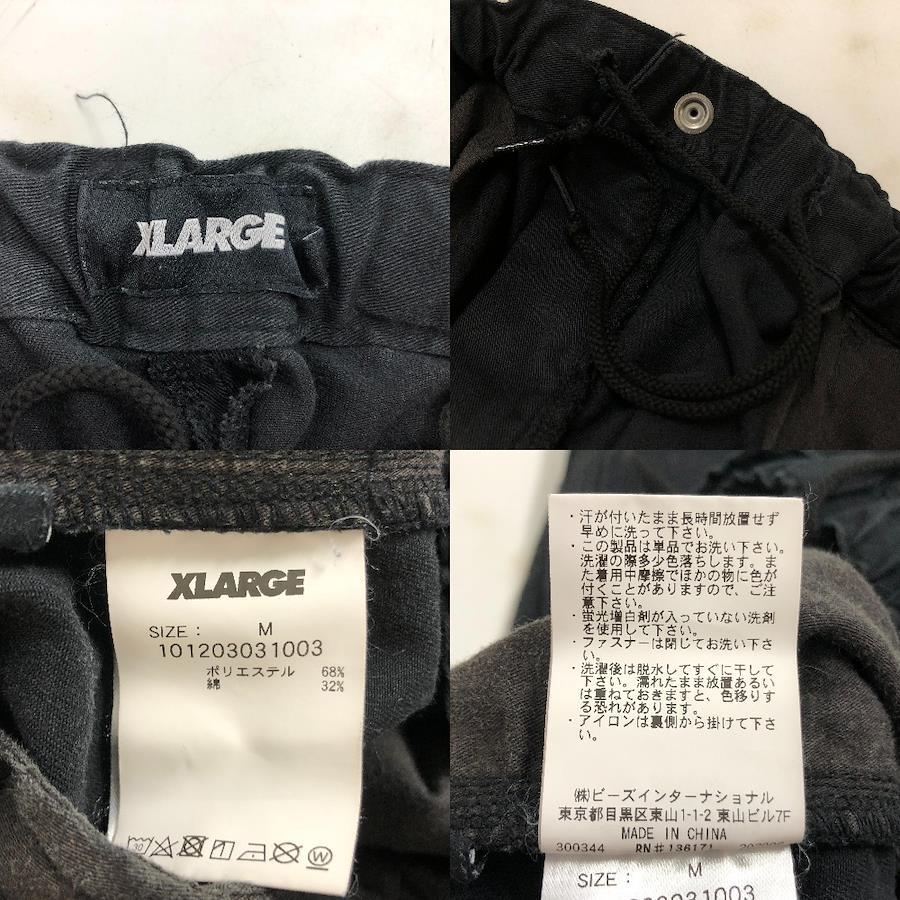 XLARGE
XLARGE
SIZE : M
101203031003
ポリエステル 68%
綿 32%
・汗が付いたまま長時間放置せず
早めに洗って下さい。
・この製品は単品でお洗い下さい。
洗濯の際多少色落ちします。ま
た着用中摩擦でほかの物に色が
付くことがありますので、ご注
意下さい。
・蛍光増白剤が入っていない洗剤
を使用して下さい。
・ファスナーは閉じてお洗い下さ
い。
・洗濯後は脱水してすぐに干して
下さい。濡れたまま放置あるい
は重ねておきますと、色移りす
る恐れがあります。
・アイロンは裏側から掛けて下さ
い。
㈱ビーズインターナショナル
東京都目黒区東山1-1-2 東山ビル7F
MADE IN CHINA
300344 RN#136171
SIZE : M